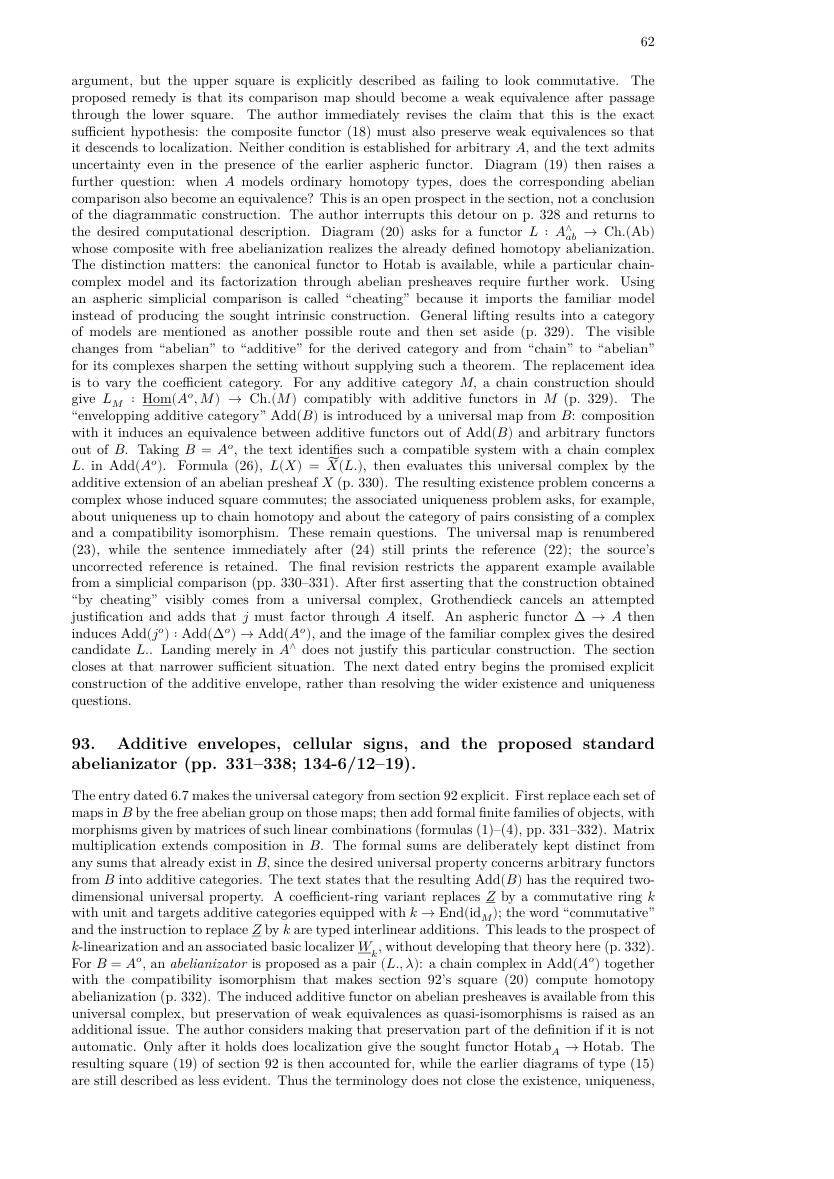 62
argument, but the upper square is explicitly described as failing to look commutative. The
proposed remedy is that its comparison map should become a weak equivalence after passage
through the lower square. The author immediately revises the claim that this is the exact
sufficient hypothesis: the composite functor (18) must also preserve weak equivalences so that
it descends to localization. Neither condition is established for arbitrary A, and the text admits
uncertainty even in the presence of the earlier aspheric functor. Diagram (19) then raises a
further question: when A models ordinary homotopy types, does the corresponding abelian
comparison also become an equivalence? This is an open prospect in the section, not a conclusion
of the diagrammatic construction. The author interrupts this detour on p. 328 and returns to
the desired computational description. Diagram (20) asks for a functor L : A^∧_ab → Ch.(Ab)
whose composite with free abelianization realizes the already defined homotopy abelianization.
The distinction matters: the canonical functor to Hotab is available, while a particular chain-
complex model and its factorization through abelian presheaves require further work. Using
an aspheric simplicial comparison is called “cheating” because it imports the familiar model
instead of producing the sought intrinsic construction. General lifting results into a category
of models are mentioned as another possible route and then set aside (p. 329). The visible
changes from “abelian” to “additive” for the derived category and from “chain” to “abelian”
for its complexes sharpen the setting without supplying such a theorem. The replacement idea
is to vary the coefficient category. For any additive category M, a chain construction should
give L_M : Hom(A^o, M) → Ch.(M) compatibly with additive functors in M (p. 329). The
“envelopping additive category” Add(B) is introduced by a universal map from B: composition
with it induces an equivalence between additive functors out of Add(B) and arbitrary functors
out of B. Taking B = A^o, the text identifies such a compatible system with a chain complex
L. in Add(A^o). Formula (26), L(X) = X̃(L.), then evaluates this universal complex by the
additive extension of an abelian presheaf X (p. 330). The resulting existence problem concerns a
complex whose induced square commutes; the associated uniqueness problem asks, for example,
about uniqueness up to chain homotopy and about the category of pairs consisting of a complex
and a compatibility isomorphism. These remain questions. The universal map is renumbered
(23), while the sentence immediately after (24) still prints the reference (22); the source’s
uncorrected reference is retained. The final revision restricts the apparent example available
from a simplicial comparison (pp. 330–331). After first asserting that the construction obtained
“by cheating” visibly comes from a universal complex, Grothendieck cancels an attempted
justification and adds that j must factor through A itself. An aspheric functor Δ → A then
induces Add(j^o) : Add(Δ^o) → Add(A^o), and the image of the familiar complex gives the desired
candidate L.. Landing merely in A^∧ does not justify this particular construction. The section
closes at that narrower sufficient situation. The next dated entry begins the promised explicit
construction of the additive envelope, rather than resolving the wider existence and uniqueness
questions.
93. Additive envelopes, cellular signs, and the proposed standard
abelianizator (pp. 331–338; 134-6/12–19).
The entry dated 6.7 makes the universal category from section 92 explicit. First replace each set of
maps in B by the free abelian group on those maps; then add formal finite families of objects, with
morphisms given by matrices of such linear combinations (formulas (1)–(4), pp. 331–332). Matrix
multiplication extends composition in B. The formal sums are deliberately kept distinct from
any sums that already exist in B, since the desired universal property concerns arbitrary functors
from B into additive categories. The text states that the resulting Add(B) has the required two-
dimensional universal property. A coefficient-ring variant replaces Z by a commutative ring k
with unit and targets additive categories equipped with k → End(id_M); the word “commutative”
and the instruction to replace Z by k are typed interlinear additions. This leads to the prospect of
k-linearization and an associated basic localizer W_k, without developing that theory here (p. 332).
For B = A^o, an abelianizator is proposed as a pair (L., λ): a chain complex in Add(A^o) together
with the compatibility isomorphism that makes section 92’s square (20) compute homotopy
abelianization (p. 332). The induced additive functor on abelian presheaves is available from this
universal complex, but preservation of weak equivalences as quasi-isomorphisms is raised as an
additional issue. The author considers making that preservation part of the definition if it is not
automatic. Only after it holds does localization give the sought functor Hotab_A → Hotab. The
resulting square (19) of section 92 is then accounted for, while the earlier diagrams of type (15)
are still described as less evident. Thus the terminology does not close the existence, uniqueness,